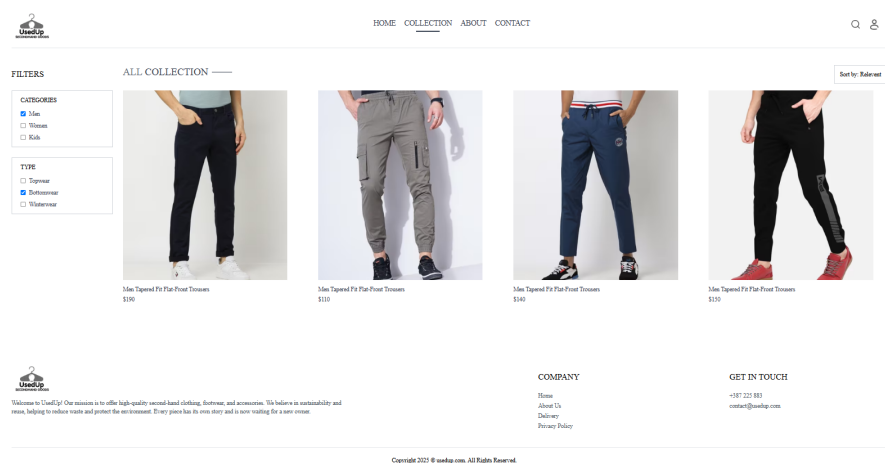 UsedUp
SECONDHAND GOODS
HOME COLLECTION ABOUT CONTACT
FILTERS
CATEGORIES
Men
Women
Kids
TYPE
Topwear
Bottomwear
Winterwear
ALL COLLECTION
Sort by: Relevent
Men Tapered Fit Flat-Front Trousers
$190
Men Tapered Fit Flat-Front Trousers
$110
Men Tapered Fit Flat-Front Trousers
$140
Men Tapered Fit Flat-Front Trousers
$150
UsedUp
SECONDHAND GOODS
Welcome to UsedUp! Our mission is to offer high-quality second-hand clothing, footwear, and accessories. We believe in sustainability and
reuse, helping to reduce waste and protect the environment. Every piece has its own story and is now waiting for a new owner.
COMPANY
Home
About Us
Delivery
Privacy Policy
GET IN TOUCH
+387 225 883
contact@usedup.com
Copyright 2025 @ usedup.com. All Rights Reserved.